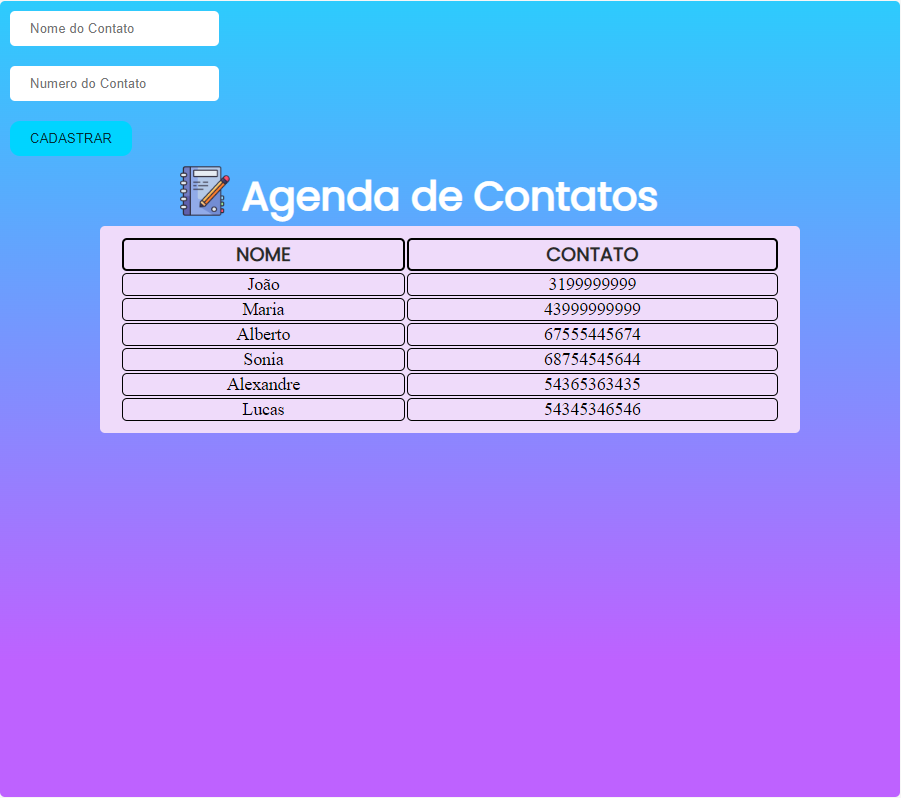 Nome do Contato
Numero do Contato
CADASTRAR
Agenda de Contatos
NOME CONTATO
João 3199999999
Maria 43999999999
Alberto 67555445674
Sonia 68754545644
Alexandre 54365363435
Lucas 54345346546